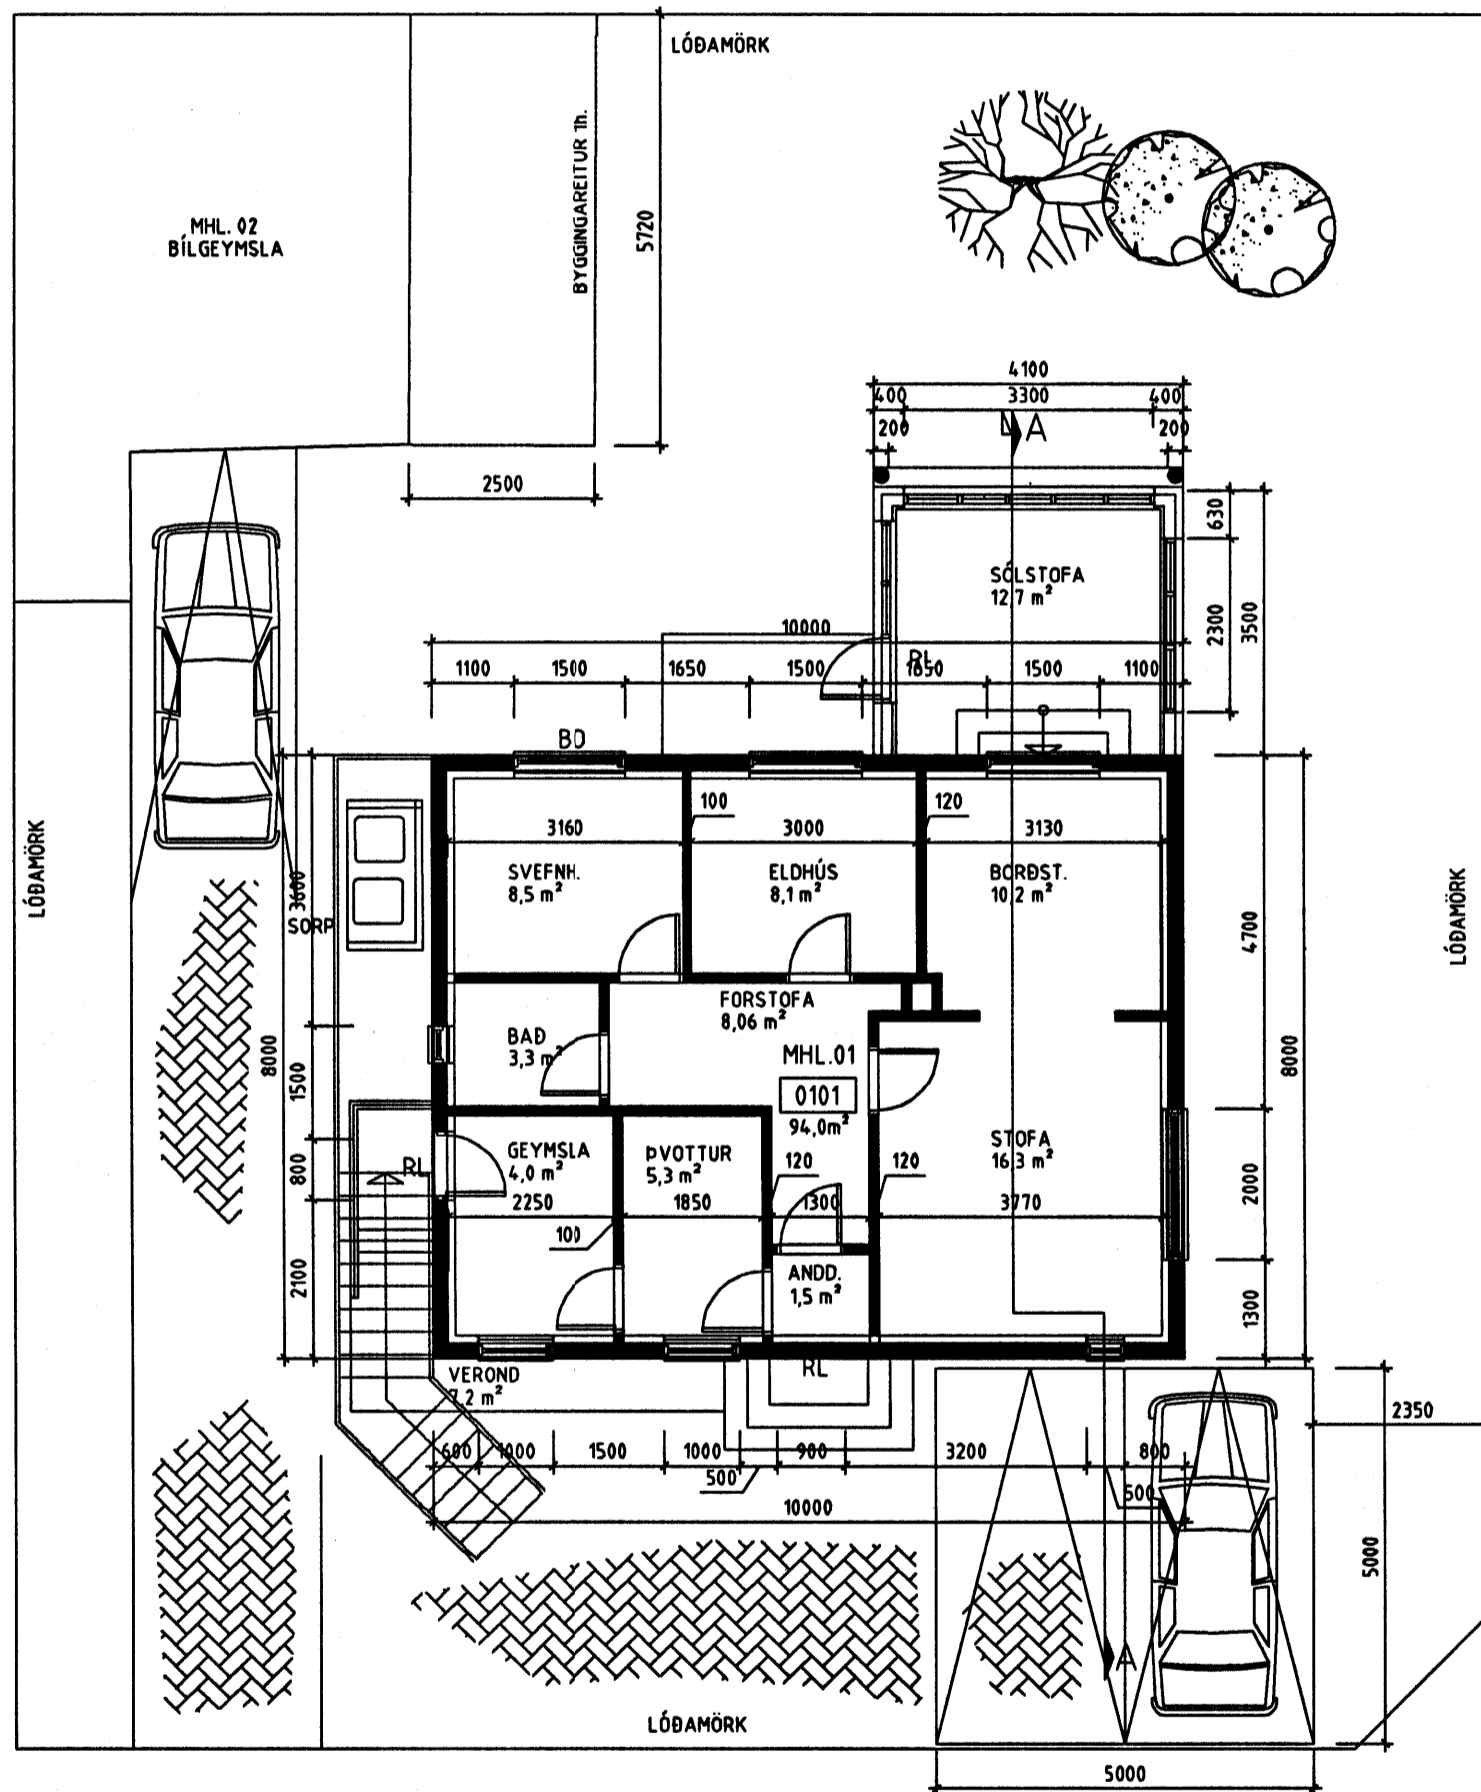 LÓÐAMÖRK
BYGGINGAREITUR 1h.
5720
MHL. 02
BÍLGEYMSLA
2500
4100
400 3300 400
200 A 200
630
2300
3500
SÓLSTOFA
12,7 m²
10000
RL
1100 1500 1650 1500 1850 1500 1100
BD
100 120
3160 3000 3130
SVEFNH.
8,5 m²
ELDHÚS
8,1 m²
BORÐST.
10,2 m²
LÓÐAMÖRK
3600
SORP
4700
LÓÐAMÖRK
FORSTOFA
8,06 m²
BAÐ
3,3 m²
MHL.01
0101
94,0m²
8000
1500
8000
GEYMSLA
4,0 m²
ÞVOTTUR
5,3 m²
STOFA
16,3 m²
RL
800
120 120
2000
2250 1850 1300 3770
100
2100
ANDD.
1,5 m²
1300
RL
VEROND
7,2 m²
2350
600 1000 1500 1000 900 3200 800
500 500
10000
5000
A
LÓÐAMÖRK
5000